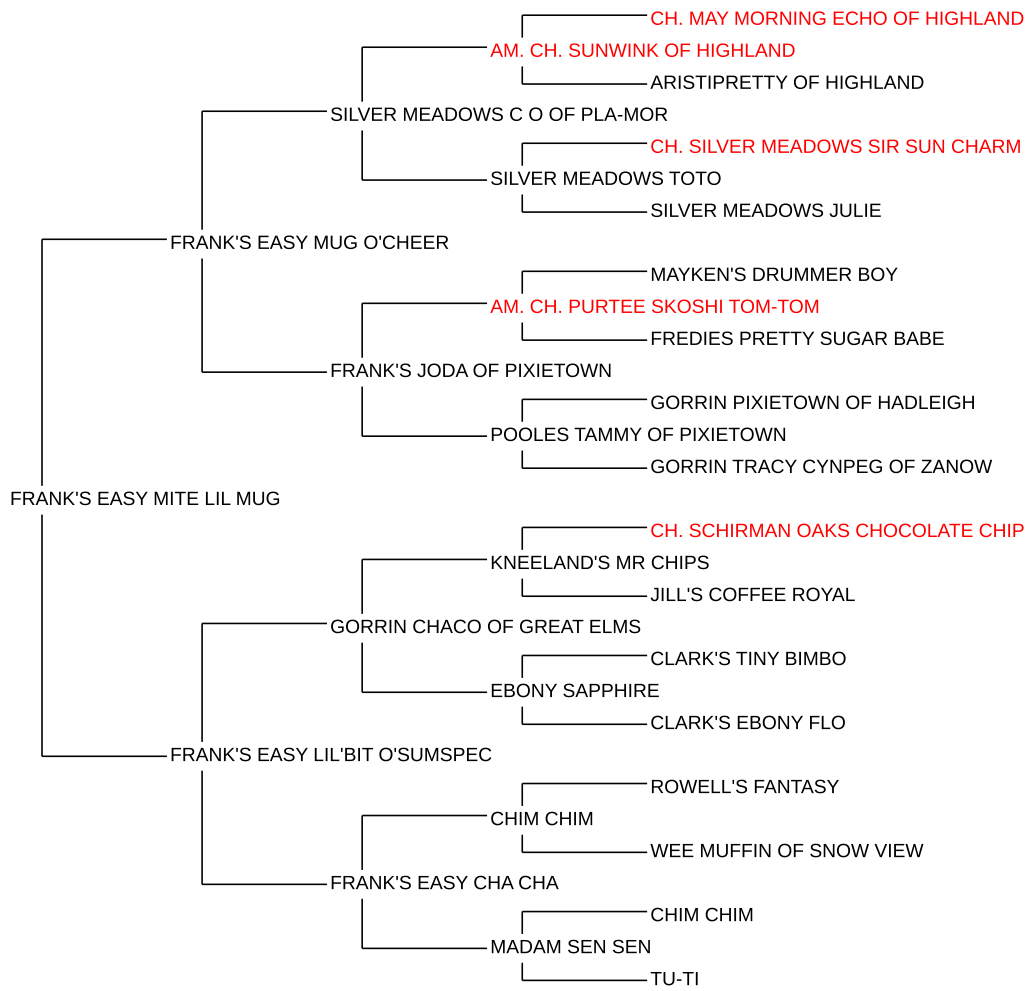 CH. MAY MORNING ECHO OF HIGHLAND
AM. CH. SUNWINK OF HIGHLAND
ARISTIPRETTY OF HIGHLAND
SILVER MEADOWS C O OF PLA-MOR
CH. SILVER MEADOWS SIR SUN CHARM
SILVER MEADOWS TOTO
SILVER MEADOWS JULIE
FRANK'S EASY MUG O'CHEER
MAYKEN'S DRUMMER BOY
AM. CH. PURTEE SKOSHI TOM-TOM
FREDIES PRETTY SUGAR BABE
FRANK'S JODA OF PIXIETOWN
GORRIN PIXIETOWN OF HADLEIGH
POOLES TAMMY OF PIXIETOWN
GORRIN TRACY CYNPEG OF ZANOW
FRANK'S EASY MITE LIL MUG
CH. SCHIRMAN OAKS CHOCOLATE CHIP
KNEELAND'S MR CHIPS
JILL'S COFFEE ROYAL
GORRIN CHACO OF GREAT ELMS
CLARK'S TINY BIMBO
EBONY SAPPHIRE
CLARK'S EBONY FLO
FRANK'S EASY LIL'BIT O'SUMSPEC
ROWELL'S FANTASY
CHIM CHIM
WEE MUFFIN OF SNOW VIEW
FRANK'S EASY CHA CHA
CHIM CHIM
MADAM SEN SEN
TU-TI